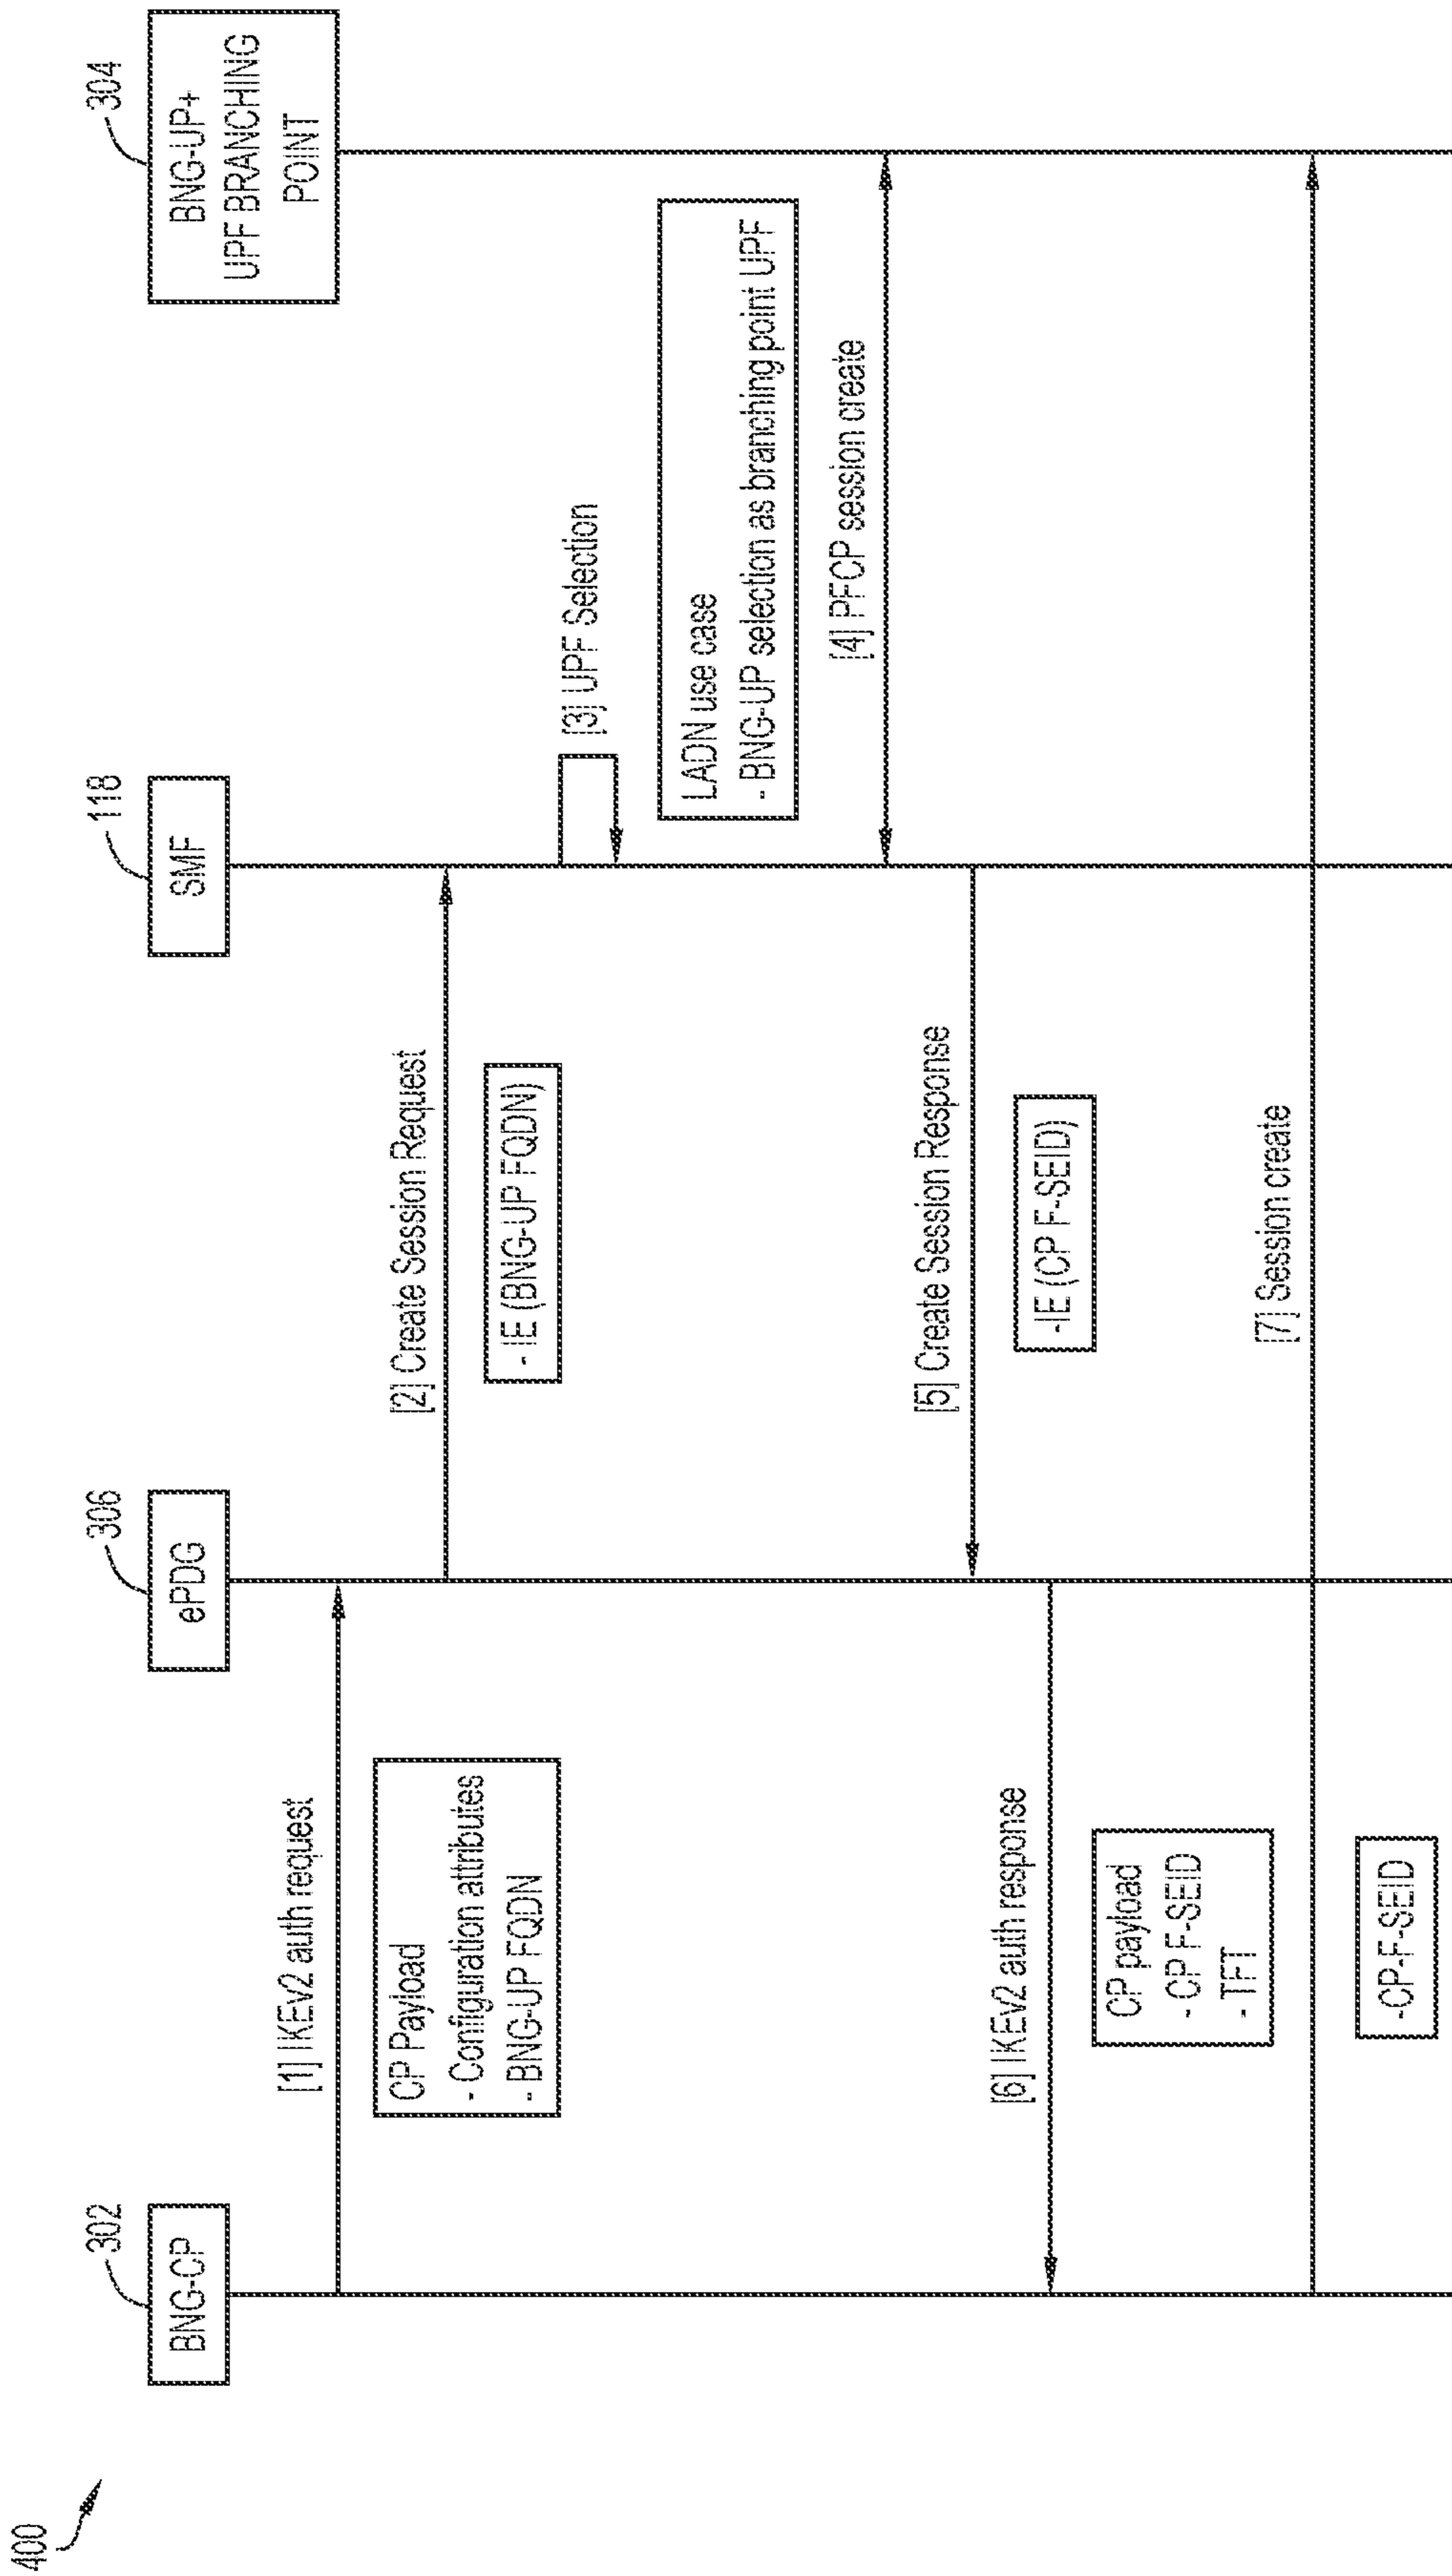 400
302
BNG-CP
306
ePDG
118
SMF
304
BNG-UP+
UPF BRANCHING
POINT
[1] IKEv2 auth request
CP Payload
- Configuration attributes
- BNG-UP FQDN
[2] Create Session Request
- IE (BNG-UP FQDN)
[3] UPF Selection
LADN use case
- BNG-UP selection as branching point UPF
[4] PFCP session create
[5] Create Session Response
-IE (CP F-SEID)
[6] IKEv2 auth response
CP payload
- CP F-SEID
- TFT
[7] Session create
-CP-F-SEID